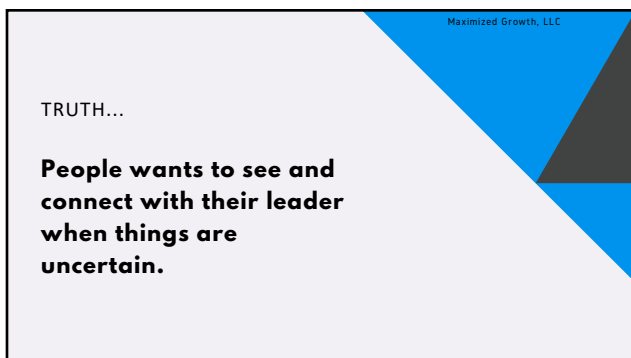 Maximized Growth, LLC
TRUTH...
People wants to see and
connect with their leader
when things are
uncertain.